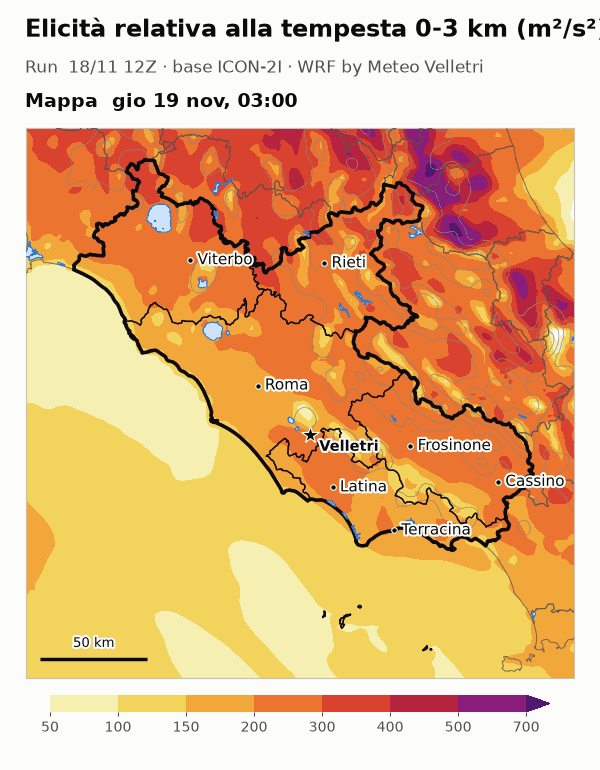 Elicità relativa alla tempesta 0-3 km (m²/s²)
Run 18/11 12Z · base ICON-2I · WRF by Meteo Velletri
Mappa gio 19 nov, 03:00
Viterbo
Rieti
Roma
Velletri
Frosinone
Cassino
Latina
Terracina
50 km
50 100 150 200 300 400 500 700